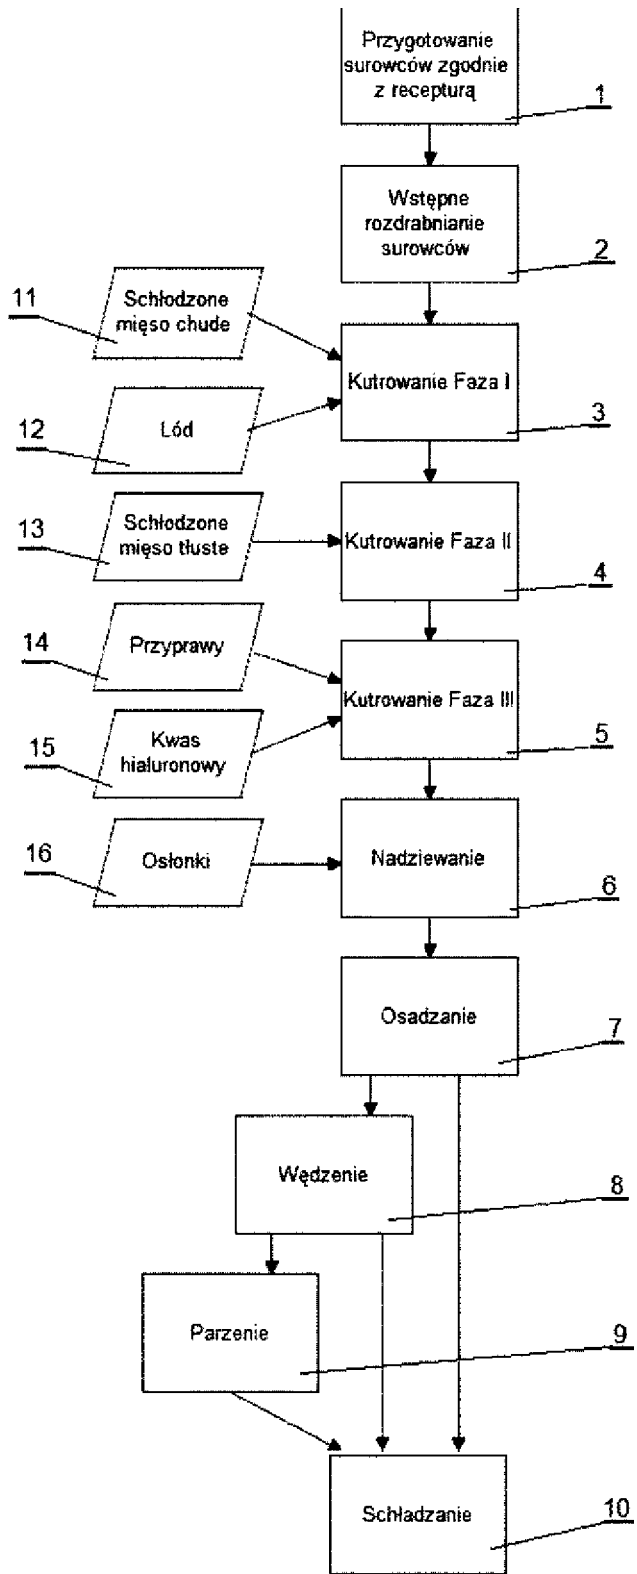 Przygotowanie
surowców zgodnie
z recepturą
1
Wstępne
rozdrabnianie
surowców
2
11
Schłodzone
mięso chude
Kutrowanie Faza I
3
12
Lód
13
Schłodzone
mięso tłuste
Kutrowanie Faza II
4
14
Przyprawy
Kutrowanie Faza III
5
15
Kwas
hialuronowy
16
Osłonki
Nadziewanie
6
Osadzanie
7
Wędzenie
8
Parzenie
9
Schładzanie
10